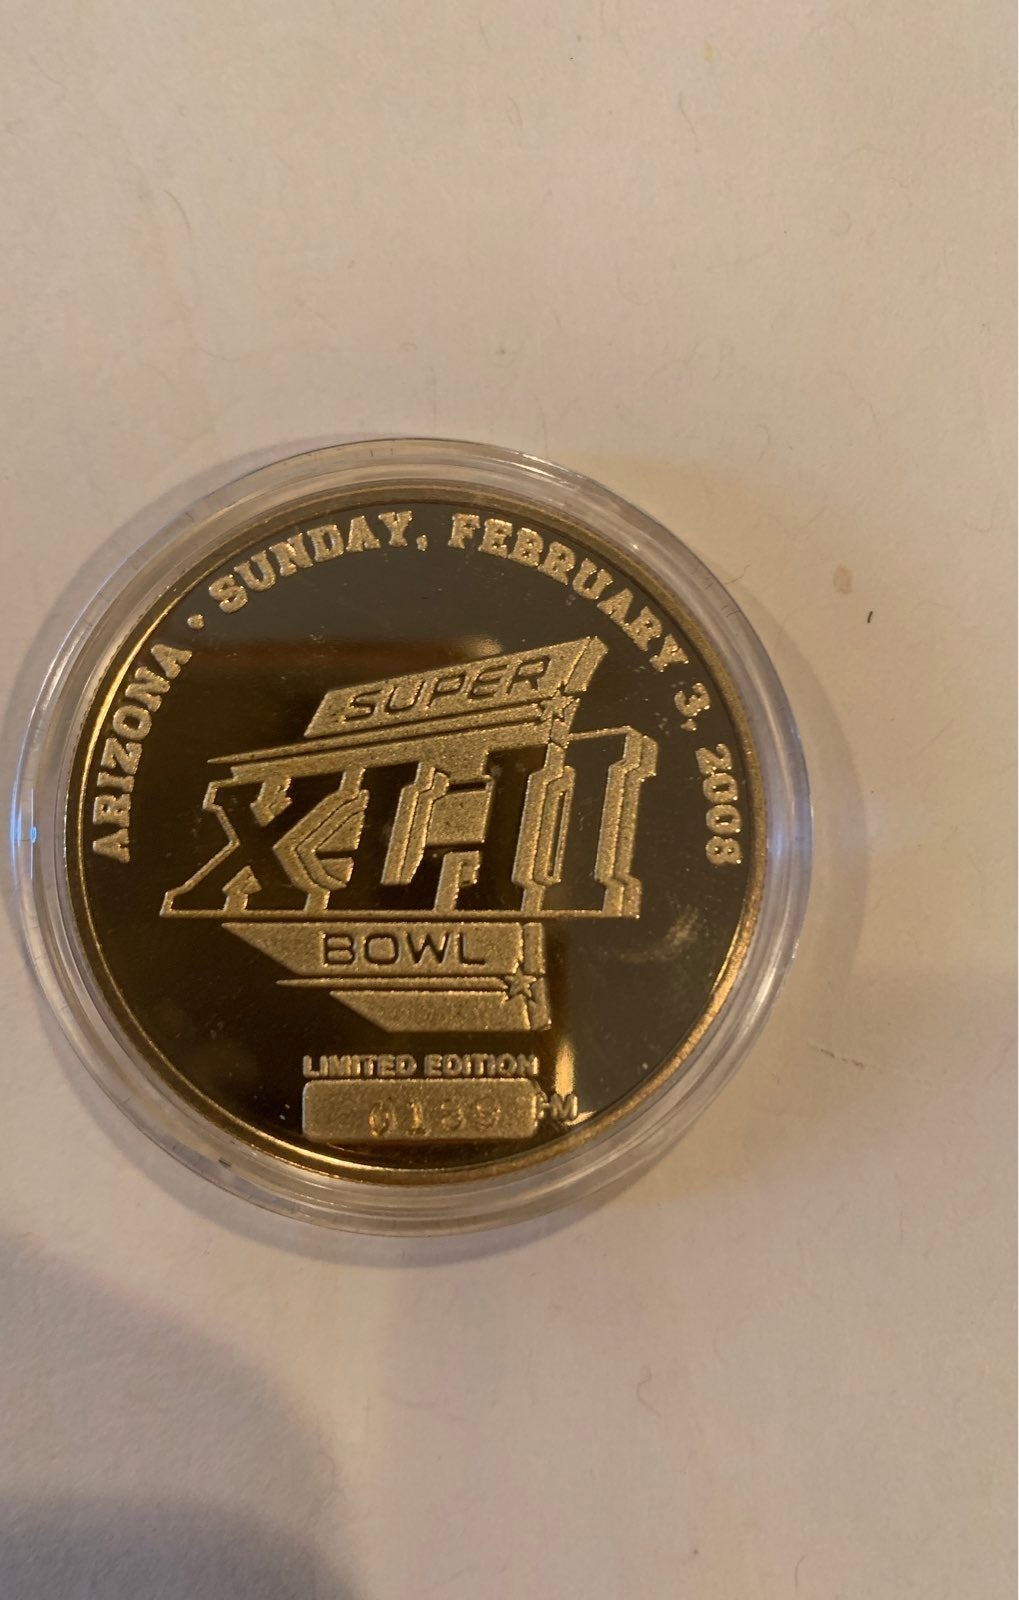 ARIZONA • SUNDAY, FEBRUARY 3, 2008
SUPER
XLII
BOWL
LIMITED EDITION